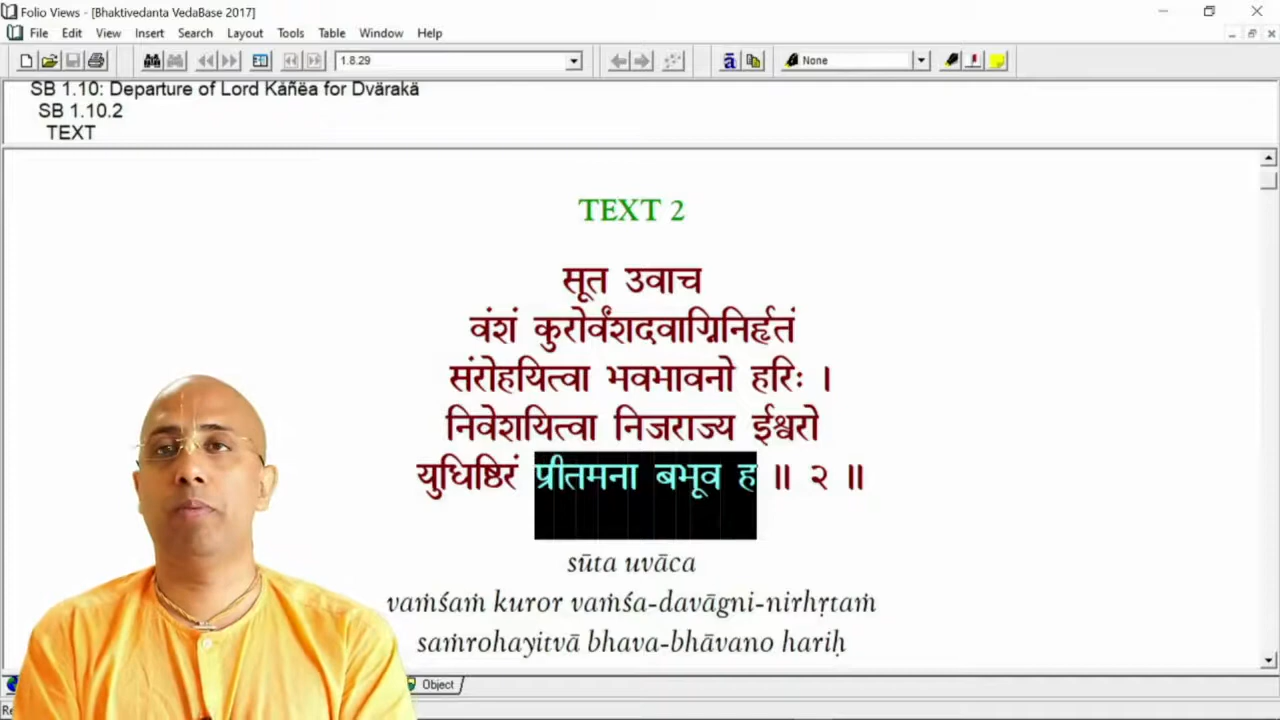 Folio Views - [Bhaktivedanta VedaBase 2017]
File Edit View Insert Search Layout Tools Table Window Help
1.8.29
ā
None
SB 1.10: Departure of Lord Kåñëa for Dvärakä
SB 1.10.2
TEXT
TEXT 2
सूत उवाच
वंशं कुरोर्वंशदवाग्निनिर्हृतं
संरोहयित्वा भवभावनो हरिः ।
निवेशयित्वा निजराज्य ईश्वरो
युधिष्ठिरं प्रीतमना बभूव ह ॥ २ ॥
sūta uvāca
vaṁśaṁ kuror vaṁśa-davāgni-nirhṛtaṁ
saṁrohayitvā bhava-bhāvano hariḥ
Object